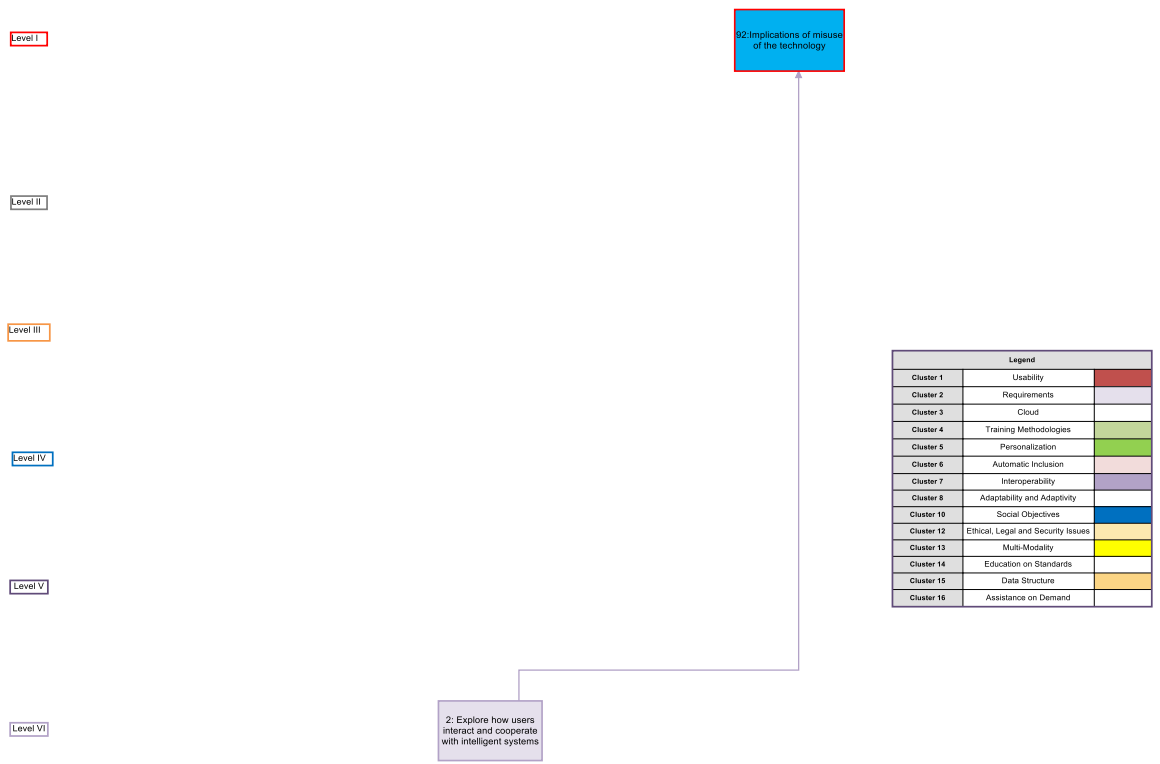 Level I
92:Implications of misuse
of the technology
Level II
Level III
Level IV
Level V
Level VI
2: Explore how users
interact and cooperate
with intelligent systems
Legend
Cluster 1 Usability
Cluster 2 Requirements
Cluster 3 Cloud
Cluster 4 Training Methodologies
Cluster 5 Personalization
Cluster 6 Automatic Inclusion
Cluster 7 Interoperability
Cluster 8 Adaptability and Adaptivity
Cluster 10 Social Objectives
Cluster 12 Ethical, Legal and Security Issues
Cluster 13 Multi-Modality
Cluster 14 Education on Standards
Cluster 15 Data Structure
Cluster 16 Assistance on Demand